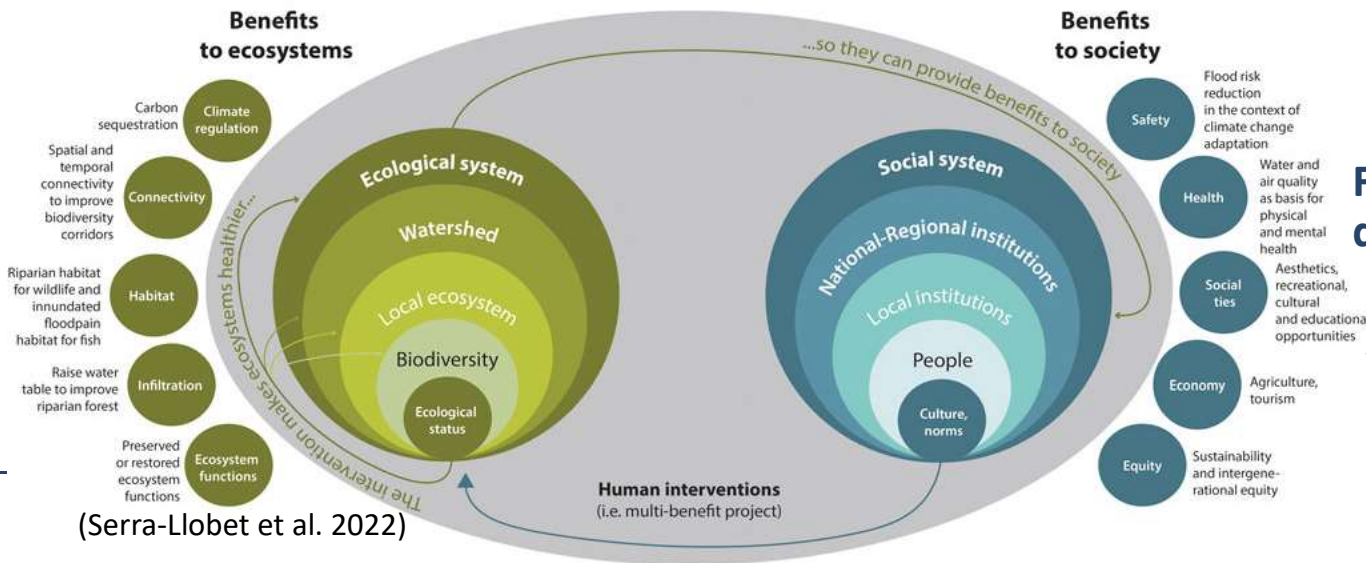 Benefits
to ecosystems
Carbon
sequestration
Climate
regulation
Spatial and
temporal
connectivity
to improve
biodiversity
corridors
Connectivity
Riparian habitat
for wildlife and
innundated
floodpain
habitat for fish
Habitat
Raise water
table to improve
riparian forest
Infiltration
Preserved
or restored
ecosystem
functions
Ecosystem
functions
(Serra-Llobet et al. 2022)
The intervention makes ecosystems healthier...
Ecological system
Watershed
Local ecosystem
Biodiversity
Ecological
status
...so they can provide benefits to society
Social system
National-Regional institutions
Local institutions
People
Culture,
norms
Human interventions
(i.e. multi-benefit project)
Benefits
to society
Safety
Flood risk
reduction
in the context of
climate change
adaptation
Health
Water and
air quality
as basis for
physical
and mental
health
Social
ties
Aesthetics,
recreational,
cultural
and educational
opportunities
Economy
Agriculture,
tourism
Equity
Sustainability
and intergene-
rational equity